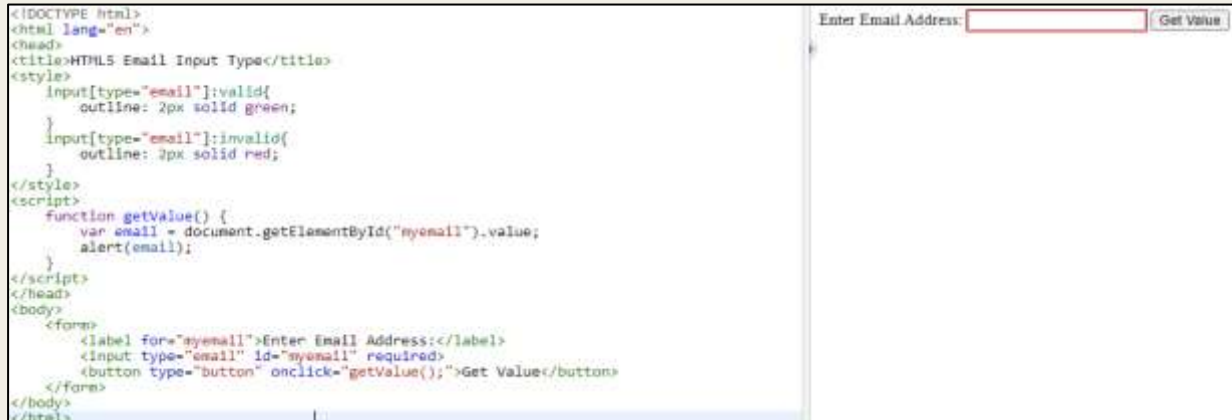 <!DOCTYPE html>
<html lang="en">
<head>
<title>HTML5 Email Input Type</title>
<style>
    input[type="email"]:valid{
        outline: 2px solid green;
    }
    input[type="email"]:invalid{
        outline: 2px solid red;
    }
</style>
<script>
    function getValue() {
        var email = document.getElementById("myemail").value;
        alert(email);
    }
</script>
</head>
<body>
    <form>
        <label for="myemail">Enter Email Address:</label>
        <input type="email" id="myemail" required>
        <button type="button" onclick="getValue();">Get Value</button>
    </form>
</body>
</html>
Enter Email Address: Get Value